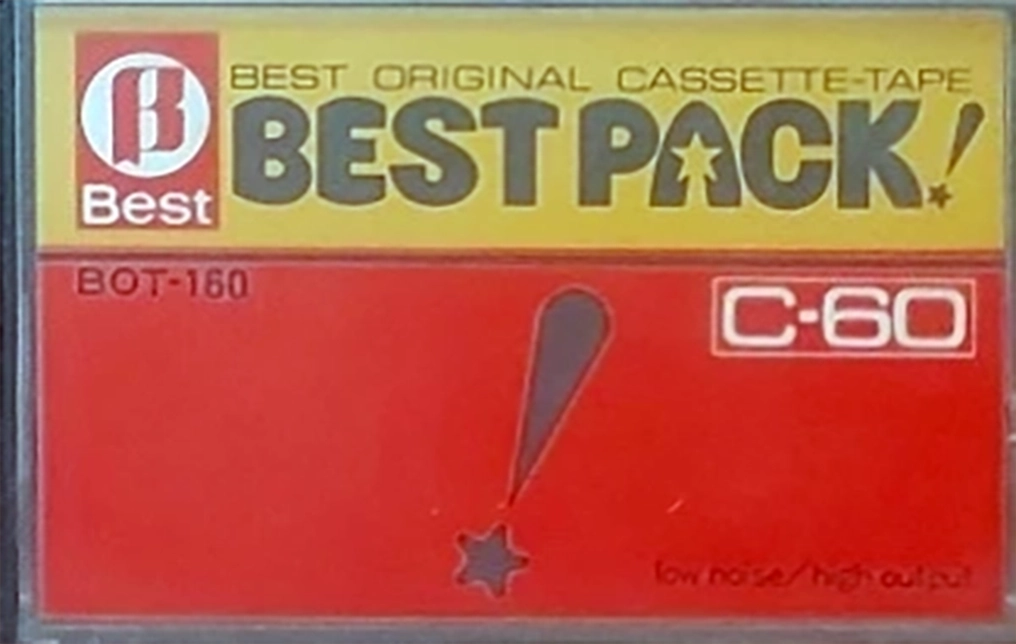 BEST ORIGINAL CASSETTE-TAPE
BEST PACK!
Best
BOT-160
C-60
!
low noise/high output